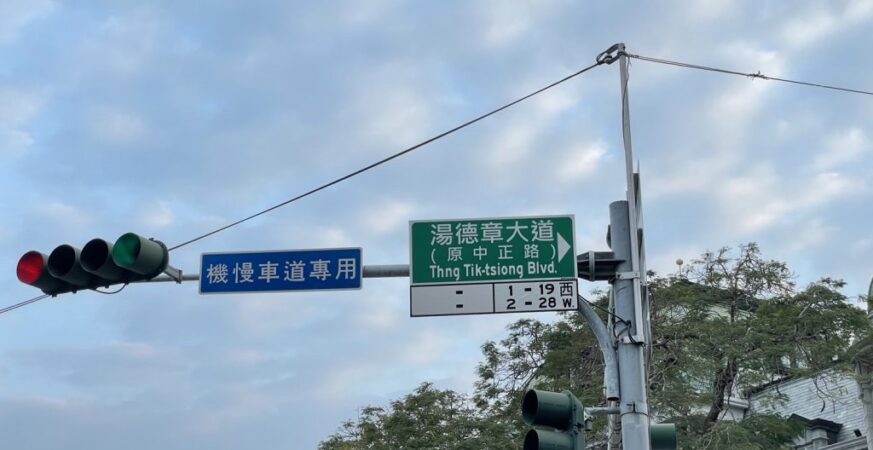 機慢車道專用
湯德章大道
(原中正路)
Thng Tik-tsiong Blvd.
- 1 - 19 西
- 2 - 28 W.